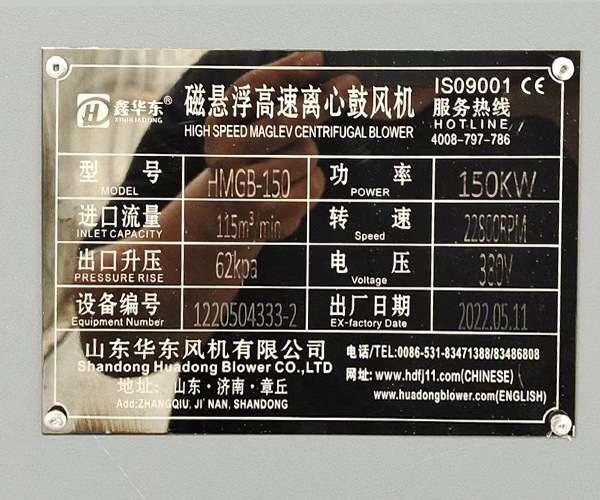 鑫华东®
XINHUADONG
磁悬浮高速离心鼓风机
HIGH SPEED MAGLEV CENTRIFUGAL BLOWER
ISO9001 CE
服务热线
HOTLINE
4008-797-786
型 号 MODEL HMGB-150 功 率 POWER 150KW
进口流量 INLET CAPACITY 115m³/min 转 速 Speed 22800RPM
出口升压 PRESSURE RISE 62kpa 电 压 Voltage 380V
设备编号 Equipment Number 1220504333-2 出厂日期 EX-factory Date 2022.05.11
山东华东风机有限公司
Shandong Huadong Blower CO.,LTD
地址: 山东·济南·章丘
Add:ZHANGQIU, JI' NAN, SHANDONG
电话/TEL:0086-531-83471388/83486808
网址: www.hdfj11.com(CHINESE)
www.huadongblower.com(ENGLISH)